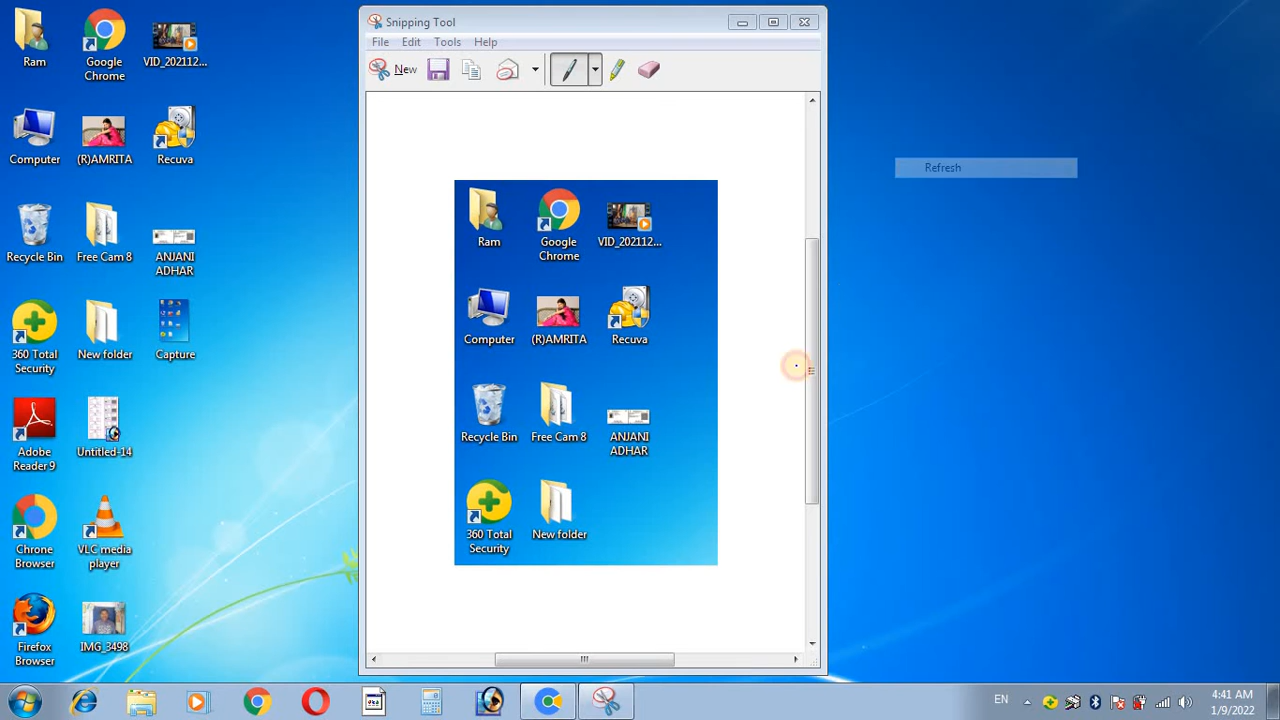 Ram
Google
Chrome
VID_202112...
Computer
(R)AMRITA
Recuva
Recycle Bin
Free Cam 8
ANJANI
ADHAR
360 Total
Security
New folder
Capture
Adobe
Reader 9
Untitled-14
Chrone
Browser
VLC media
player
Firefox
Browser
IMG_3498
Snipping Tool
File Edit Tools Help
New
Ram
Google
Chrome
VID_202112...
Computer
(R)AMRITA
Recuva
Recycle Bin
Free Cam 8
ANJANI
ADHAR
360 Total
Security
New folder
Refresh
EN
4:41 AM
1/9/2022